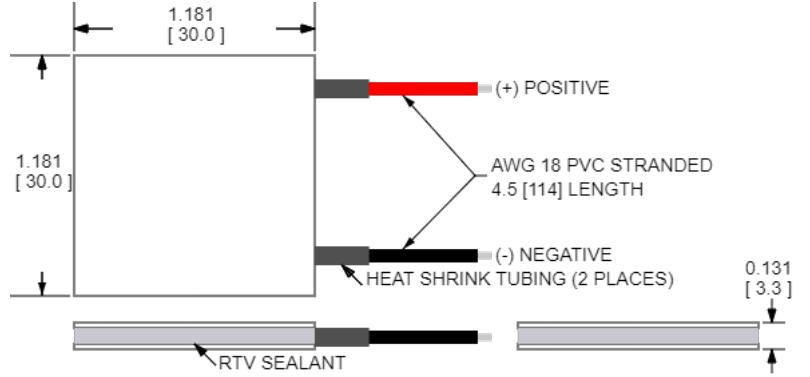 1.181
[ 30.0 ]
(+) POSITIVE
1.181
[ 30.0 ]
AWG 18 PVC STRANDED
4.5 [114] LENGTH
(-) NEGATIVE
HEAT SHRINK TUBING (2 PLACES)
0.131
[ 3.3 ]
RTV SEALANT